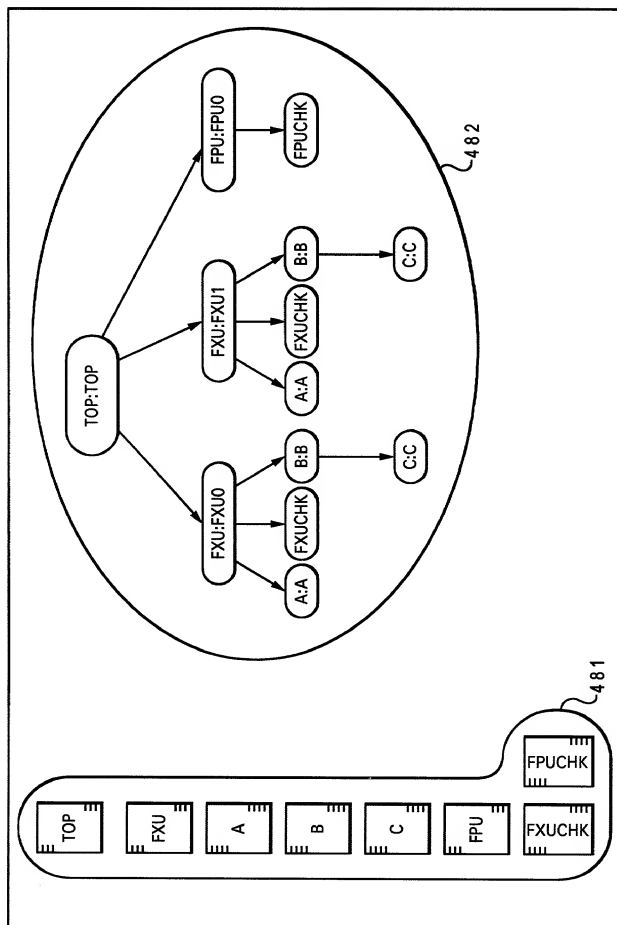 TOP
FXU
A
B
C
FPU
FXUCHK
FPUCHK
481
TOP:TOP
FXU:FXU0
FXU:FXU1
FPU:FPU0
A:A
FXUCHK
B:B
A:A
FXUCHK
B:B
FPUCHK
C:C
C:C
482